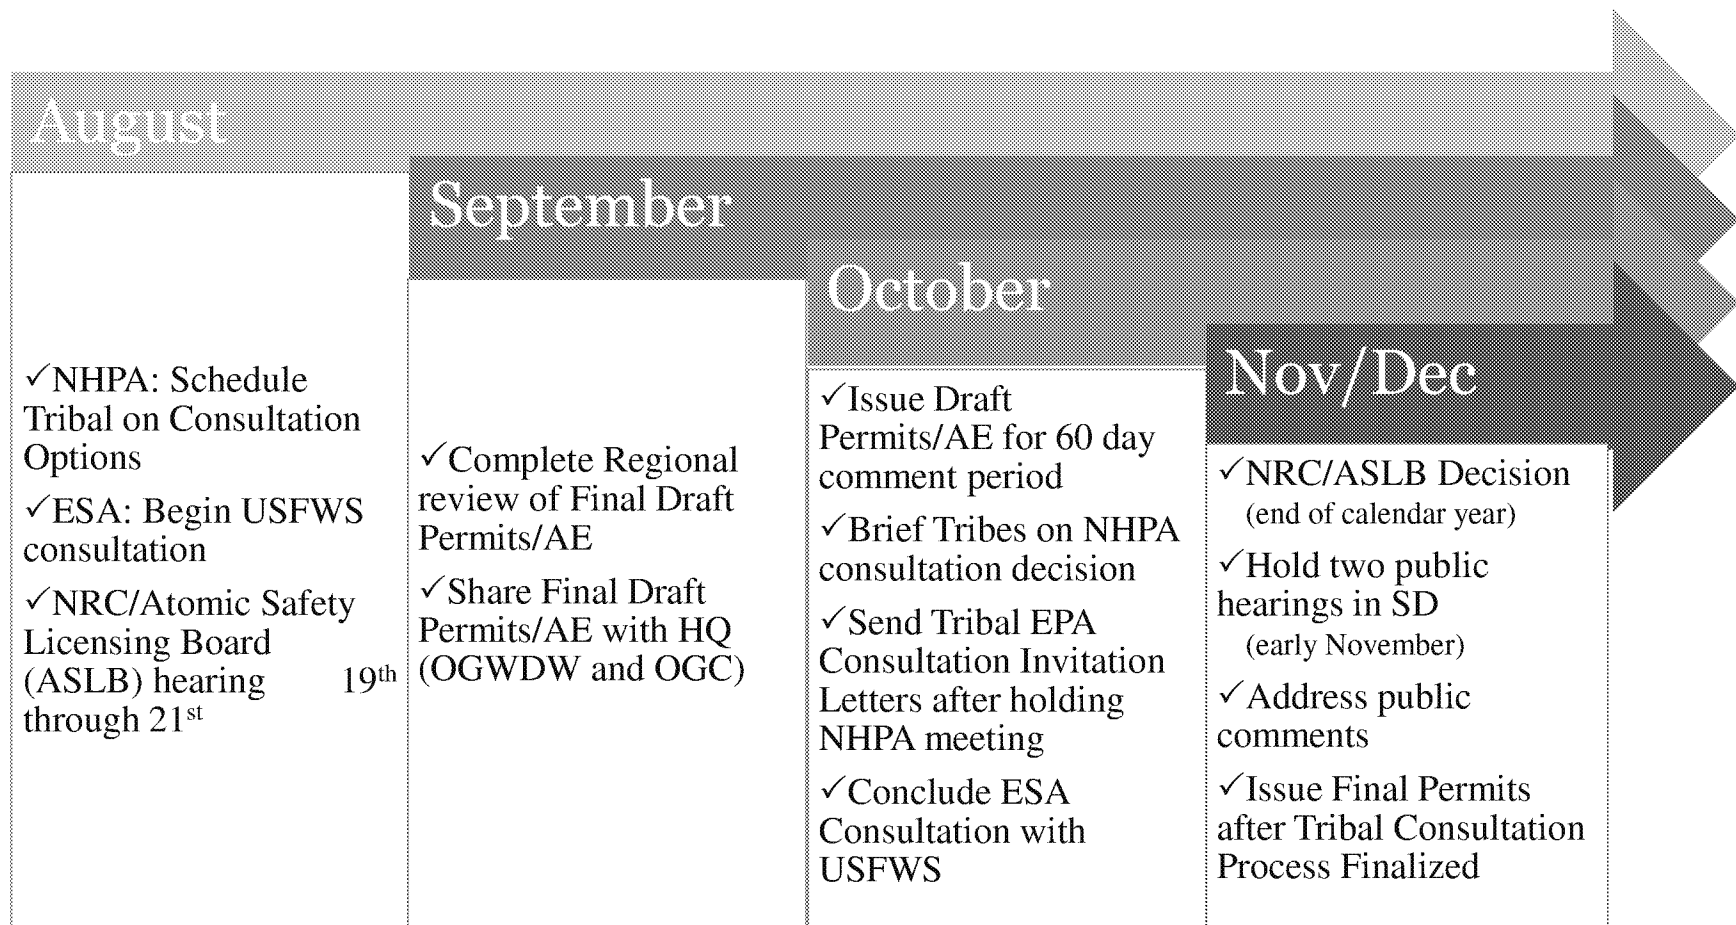 August
✓NHPA: Schedule
Tribal on Consultation
Options
✓ESA: Begin USFWS
consultation
✓NRC/Atomic Safety
Licensing Board
(ASLB) hearing 19th
through 21st
September
✓Complete Regional
review of Final Draft
Permits/AE
✓Share Final Draft
Permits/AE with HQ
(OGWDW and OGC)
October
✓Issue Draft
Permits/AE for 60 day
comment period
✓Brief Tribes on NHPA
consultation decision
✓Send Tribal EPA
Consultation Invitation
Letters after holding
NHPA meeting
✓Conclude ESA
Consultation with
USFWS
Nov/Dec
✓NRC/ASLB Decision
(end of calendar year)
✓Hold two public
hearings in SD
(early November)
✓Address public
comments
✓Issue Final Permits
after Tribal Consultation
Process Finalized